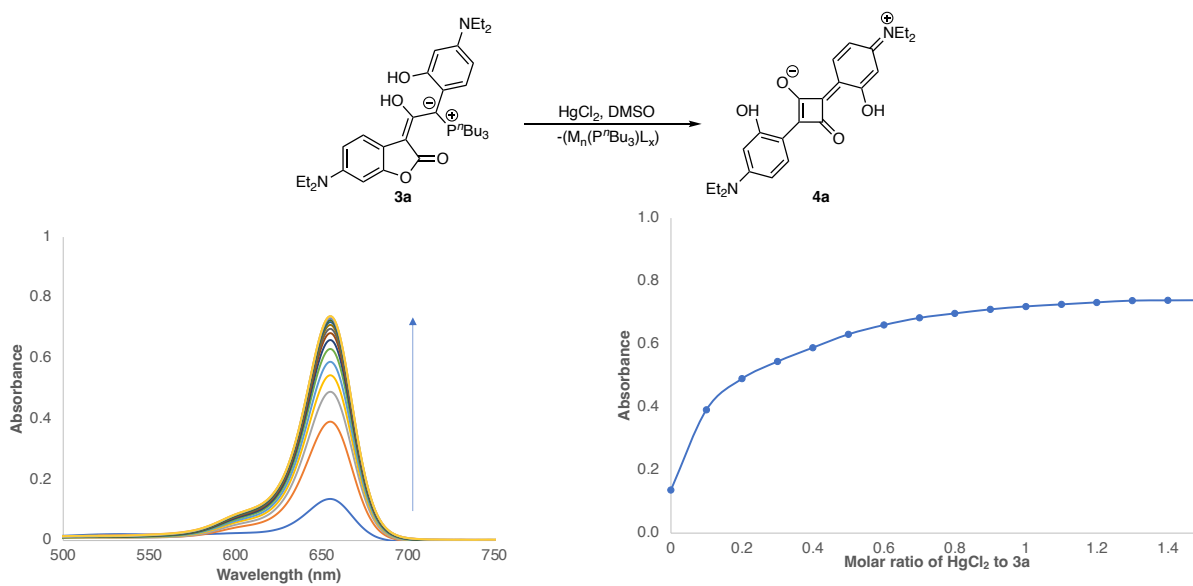 NEt₂
HO
HO
⊖
⊕
PⁿBu₃
O
O
Et₂N
3a
HgCl₂, DMSO
-(Mₙ(PⁿBu₃)Lₓ)
⊕
N
Et₂
⊖
O
OH
OH
O
Et₂N
4a
1
0.8
0.6
0.4
0.2
0
Absorbance
500 550 600 650 700 750
Wavelength (nm)
1.0
0.8
0.6
0.4
0.2
0.0
Absorbance
0 0.2 0.4 0.6 0.8 1 1.2 1.4
Molar ratio of HgCl₂ to 3a